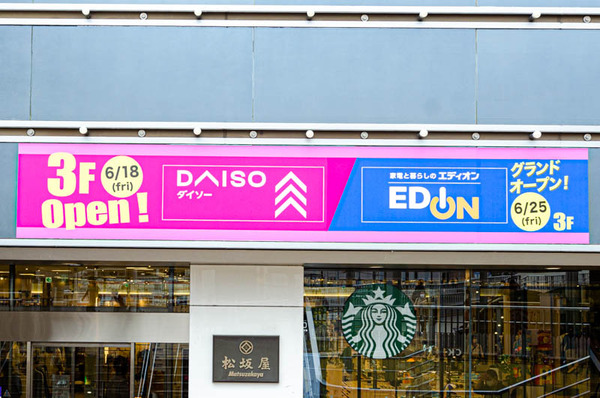 3F
6/18
(fri)
Open!
DAISO
ダイソー
家電と暮らしの エディオン
EDION
グランド
オープン!
6/25
(fri)
3F
松坂屋
Matsuzakaya